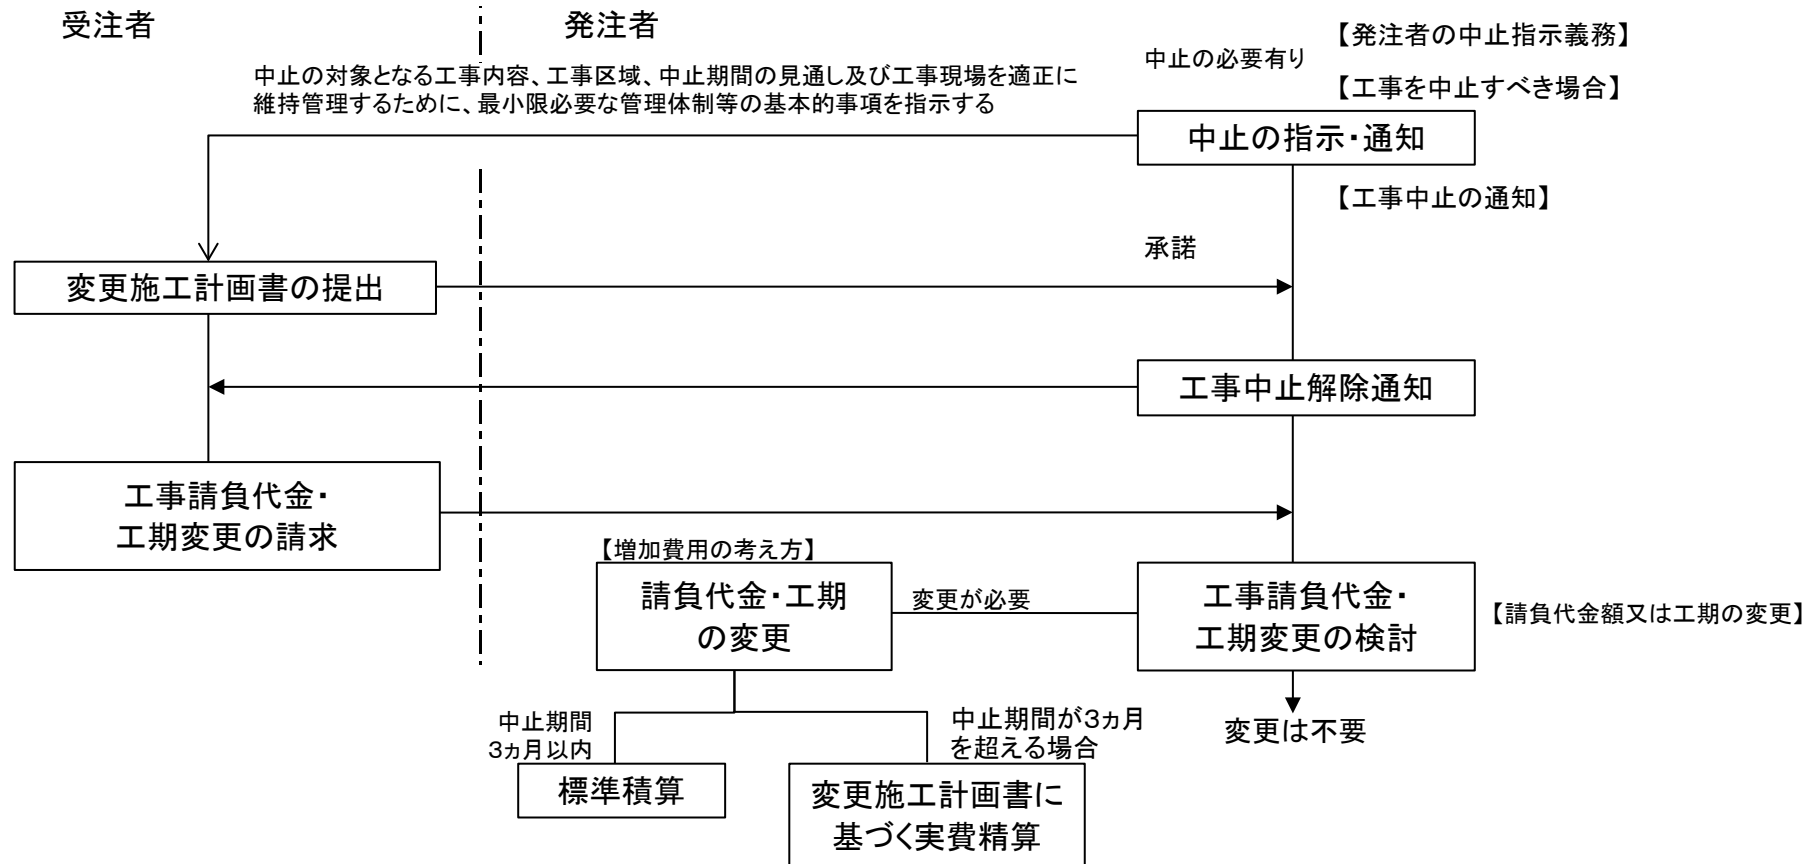 受注者
発注者
【発注者の中止指示義務】
中止の必要有り
中止の対象となる工事内容、工事区域、中止期間の見通し及び工事現場を適正に
維持管理するために、最小限必要な管理体制等の基本的事項を指示する
【工事を中止すべき場合】
中止の指示・通知
【工事中止の通知】
承諾
変更施工計画書の提出
工事中止解除通知
工事請負代金・
工期変更の請求
【増加費用の考え方】
請負代金・工期
の変更
変更が必要
工事請負代金・
工期変更の検討
【請負代金額又は工期の変更】
中止期間
3ヵ月以内
中止期間が3ヵ月
を超える場合
変更は不要
標準積算
変更施工計画書に
基づく実費精算